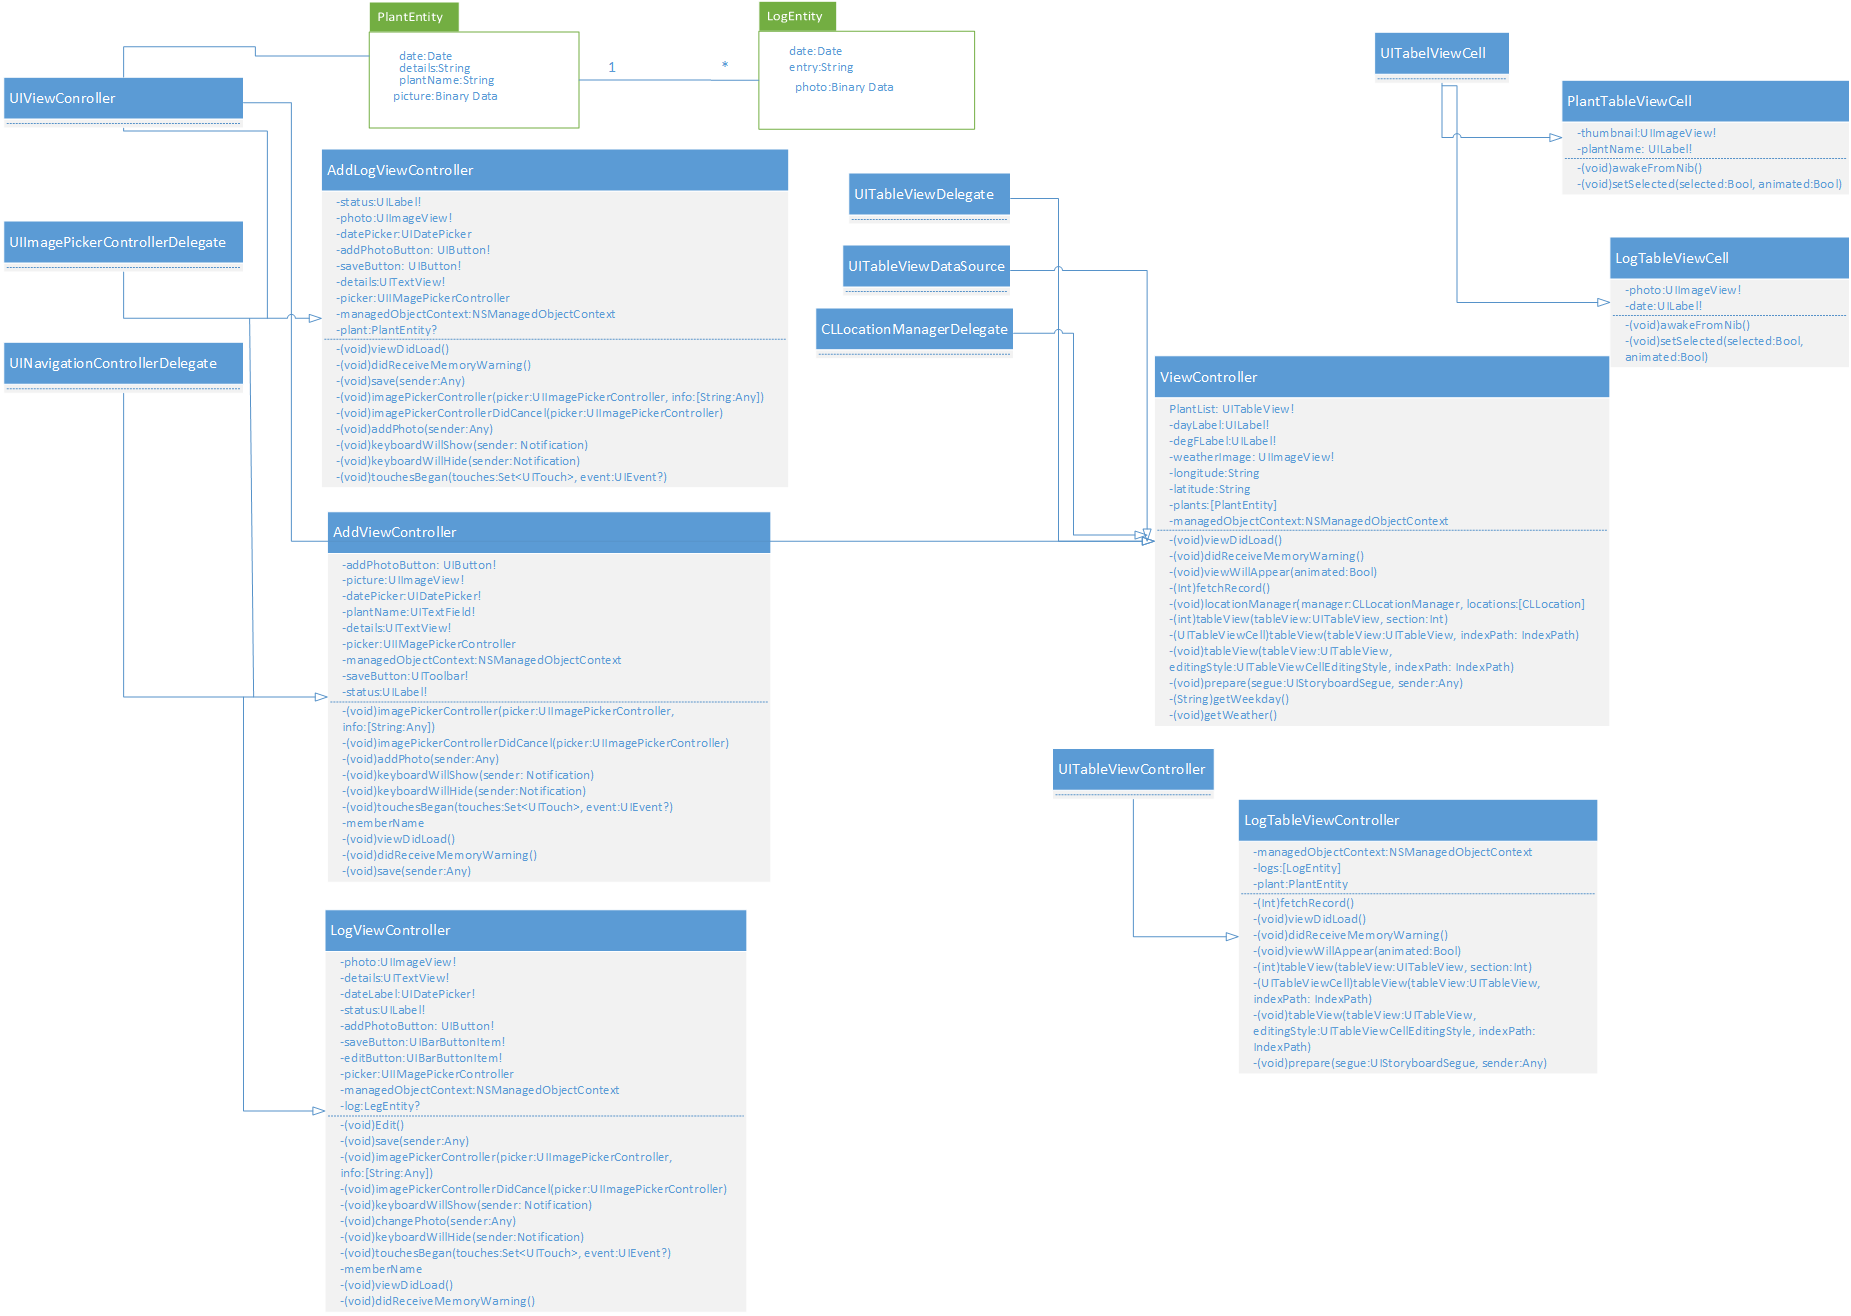 PlantEntity
date:Date
details:String
plantName:String
picture:Binary Data
1
*
LogEntity
date:Date
entry:String
photo:Binary Data
UIViewConroller
UIImagePickerControllerDelegate
UINavigationControllerDelegate
AddLogViewController
-status:UILabel!
-photo:UIImageView!
-datePicker:UIDatePicker
-addPhotoButton: UIButton!
-saveButton: UIButton!
-details:UITextView!
-picker:UIIMagePickerController
-managedObjectContext:NSManagedObjectContext
-plant:PlantEntity?
-(void)viewDidLoad()
-(void)didReceiveMemoryWarning()
-(void)save(sender:Any)
-(void)imagePickerController(picker:UIImagePickerController, info:[String:Any])
-(void)imagePickerControllerDidCancel(picker:UIImagePickerController)
-(void)addPhoto(sender:Any)
-(void)keyboardWillShow(sender: Notification)
-(void)keyboardWillHide(sender:Notification)
-(void)touchesBegan(touches:Set<UITouch>, event:UIEvent?)
AddViewController
-addPhotoButton: UIButton!
-picture:UIImageView!
-datePicker:UIDatePicker!
-plantName:UITextField!
-details:UITextView!
-picker:UIIMagePickerController
-managedObjectContext:NSManagedObjectContext
-saveButton:UIToolbar!
-status:UILabel!
-(void)imagePickerController(picker:UIImagePickerController,
info:[String:Any])
-(void)imagePickerControllerDidCancel(picker:UIImagePickerController)
-(void)addPhoto(sender:Any)
-(void)keyboardWillShow(sender: Notification)
-(void)keyboardWillHide(sender:Notification)
-(void)touchesBegan(touches:Set<UITouch>, event:UIEvent?)
-memberName
-(void)viewDidLoad()
-(void)didReceiveMemoryWarning()
-(void)save(sender:Any)
LogViewController
-photo:UIImageView!
-details:UITextView!
-dateLabel:UIDatePicker!
-status:UILabel!
-addPhotoButton: UIButton!
-saveButton:UIBarButtonItem!
-editButton:UIBarButtonItem!
-picker:UIIMagePickerController
-managedObjectContext:NSManagedObjectContext
-log:LegEntity?
-(void)Edit()
-(void)save(sender:Any)
-(void)imagePickerController(picker:UIImagePickerController,
info:[String:Any])
-(void)imagePickerControllerDidCancel(picker:UIImagePickerController)
-(void)keyboardWillShow(sender: Notification)
-(void)changePhoto(sender:Any)
-(void)keyboardWillHide(sender:Notification)
-(void)touchesBegan(touches:Set<UITouch>, event:UIEvent?)
-memberName
-(void)viewDidLoad()
-(void)didReceiveMemoryWarning()
UITableViewDelegate
UITableViewDataSource
CLLocationManagerDelegate
ViewController
PlantList: UITableView!
-dayLabel:UILabel!
-degFLabel:UILabel!
-weatherImage: UIImageView!
-longitude:String
-latitude:String
-plants:[PlantEntity]
-managedObjectContext:NSManagedObjectContext
-(void)viewDidLoad()
-(void)didReceiveMemoryWarning()
-(void)viewWillAppear(animated:Bool)
-(Int)fetchRecord()
-(void)locationManager(manager:CLLocationManager, locations:[CLLocation]
-(int)tableView(tableView:UITableView, section:Int)
-(UITableViewCell)tableView(tableView:UITableView, indexPath: IndexPath)
-(void)tableView(tableView:UITableView,
editingStyle:UITableViewCellEditingStyle, indexPath: IndexPath)
-(void)prepare(segue:UIStoryboardSegue, sender:Any)
-(String)getWeekday()
-(void)getWeather()
UITabelViewCell
PlantTableViewCell
-thumbnail:UIImageView!
-plantName: UILabel!
-(void)awakeFromNib()
-(void)setSelected(selected:Bool, animated:Bool)
LogTableViewCell
-photo:UIImageView!
-date:UILabel!
-(void)awakeFromNib()
-(void)setSelected(selected:Bool,
animated:Bool)
UITableViewController
LogTableViewController
-managedObjectContext:NSManagedObjectContext
-logs:[LogEntity]
-plant:PlantEntity
-(Int)fetchRecord()
-(void)viewDidLoad()
-(void)didReceiveMemoryWarning()
-(void)viewWillAppear(animated:Bool)
-(int)tableView(tableView:UITableView, section:Int)
-(UITableViewCell)tableView(tableView:UITableView,
indexPath: IndexPath)
-(void)tableView(tableView:UITableView,
editingStyle:UITableViewCellEditingStyle, indexPath:
IndexPath)
-(void)prepare(segue:UIStoryboardSegue, sender:Any)